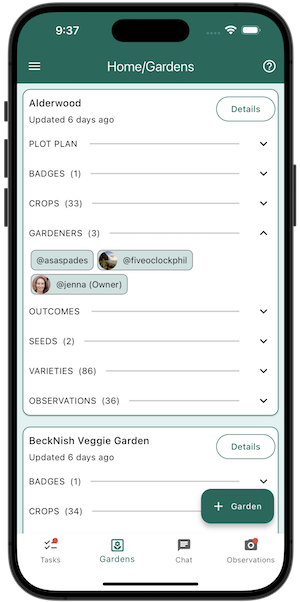 9:37
Home/Gardens
Alderwood
Details
Updated 6 days ago
PLOT PLAN
BADGES (1)
CROPS (33)
GARDENERS (3)
@asaspades @fiveoclockphil
@jenna (Owner)
OUTCOMES
SEEDS (2)
VARIETIES (86)
OBSERVATIONS (36)
BeckNish Veggie Garden
Details
Updated 6 days ago
BADGES (1)
CROPS (34)
+ Garden
Tasks Gardens Chat Observations